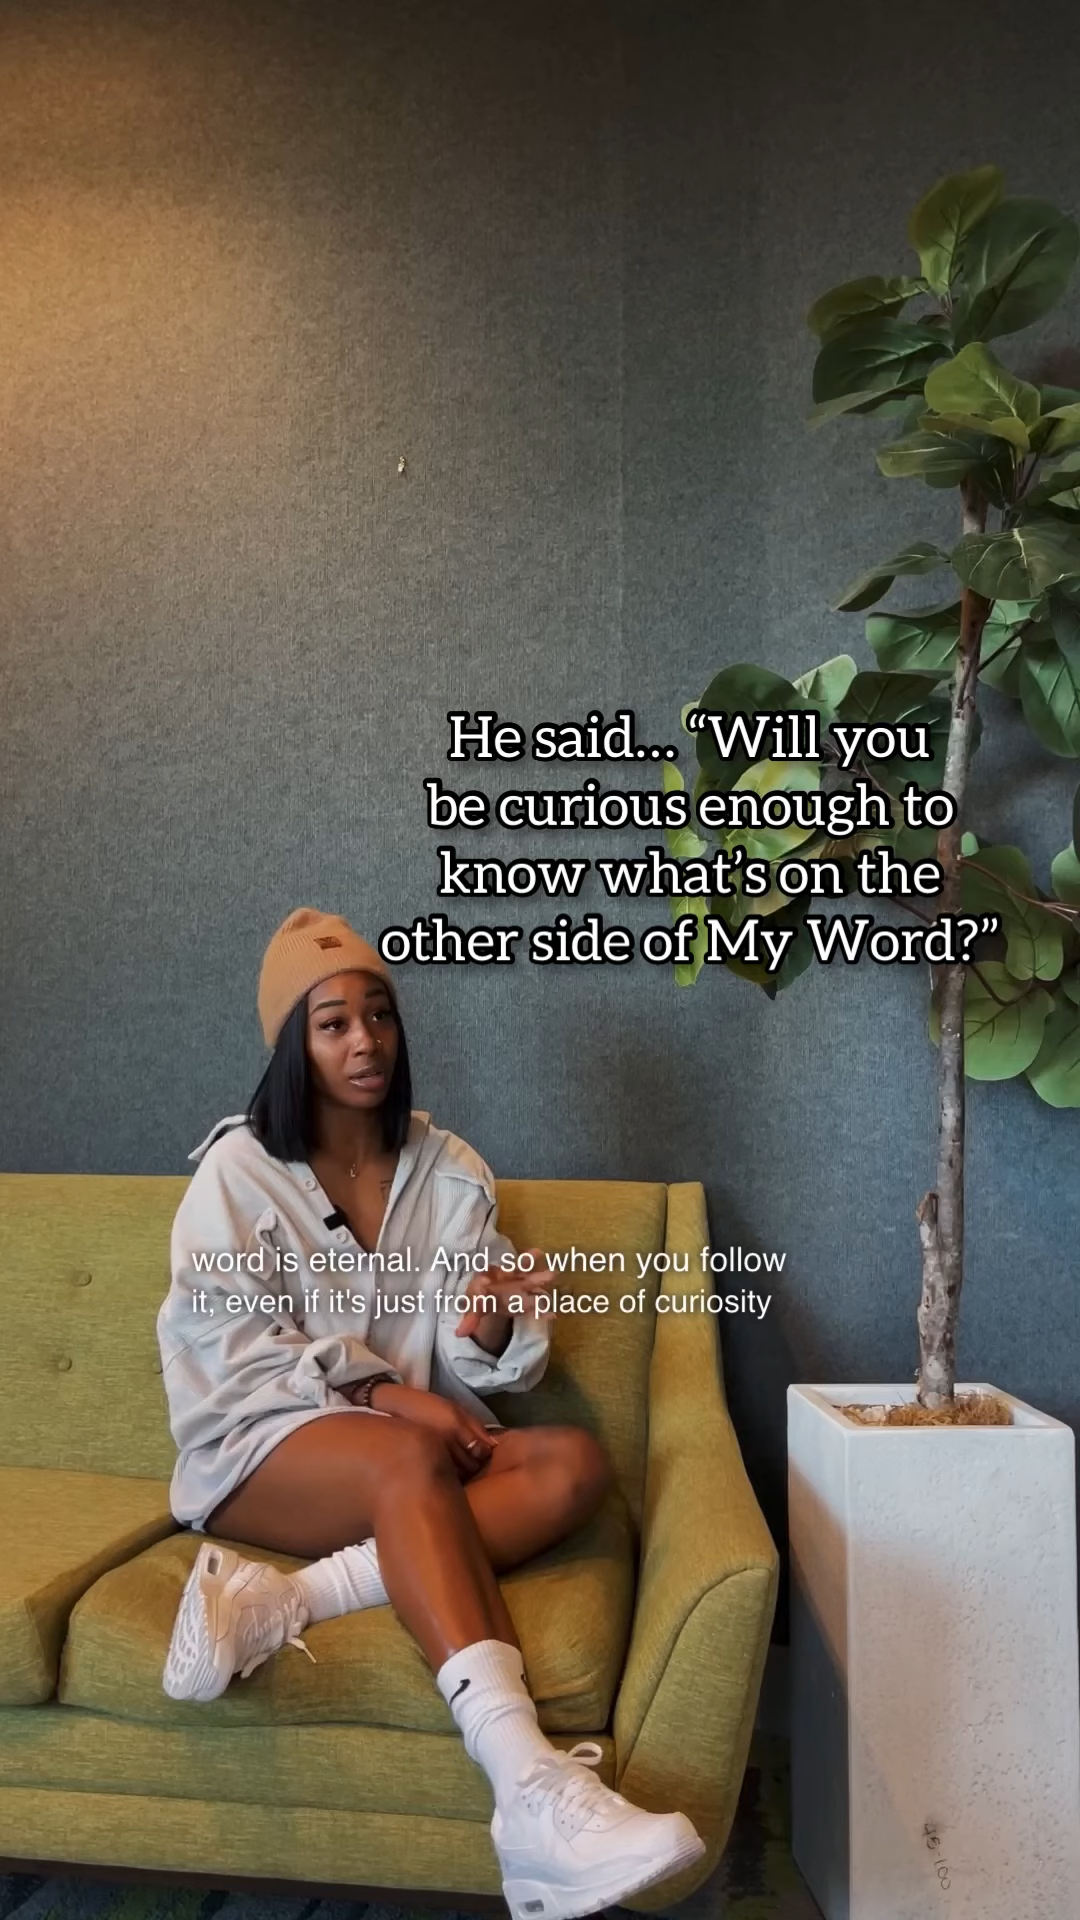 He said... “Will you
be curious enough to
know what’s on the
other side of My Word?”
word is eternal. And so when you follow
it, even if it's just from a place of curiosity